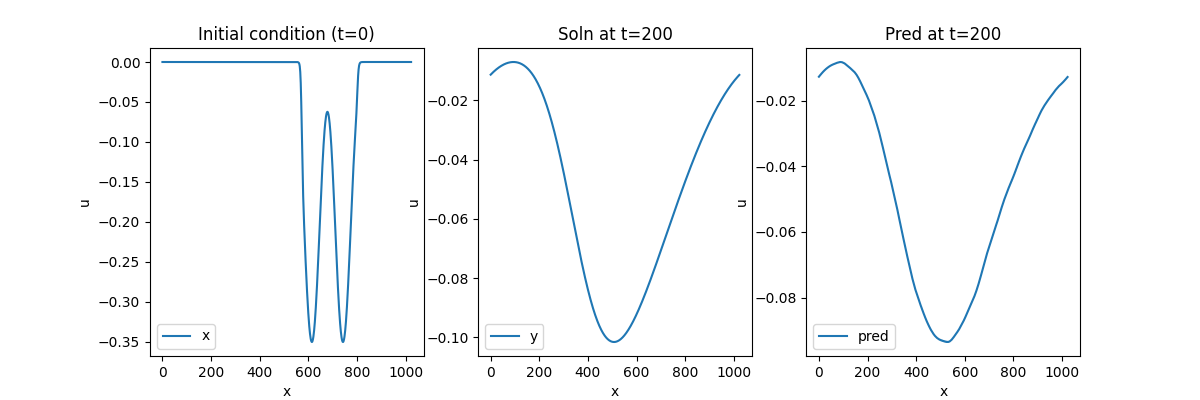 Initial condition (t=0)
0.00
−0.05
−0.10
−0.15
−0.20
−0.25
−0.30
−0.35
u
0 200 400 600 800 1000
x
x
Soln at t=200
−0.02
−0.04
−0.06
−0.08
−0.10
u
0 200 400 600 800 1000
x
y
Pred at t=200
−0.02
−0.04
−0.06
−0.08
u
0 200 400 600 800 1000
x
pred